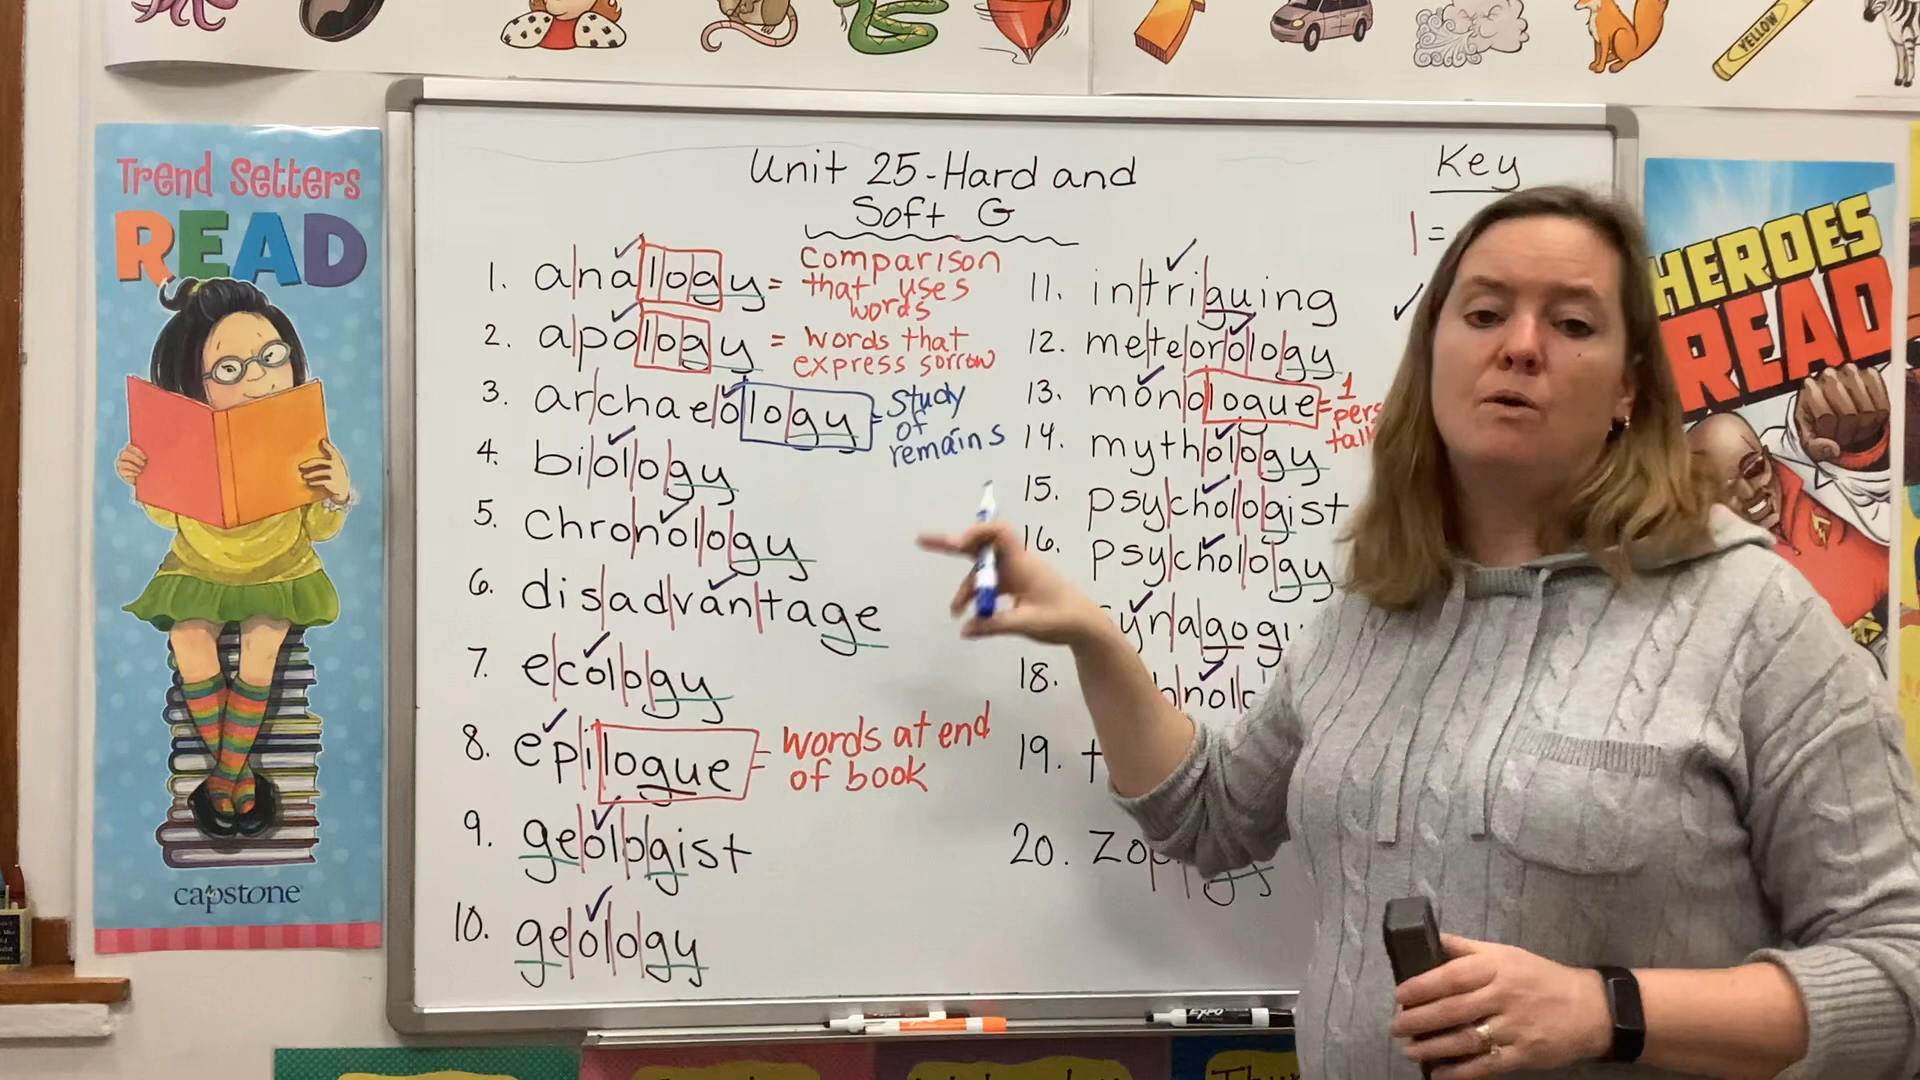 YELLOW
Trend Setters
READ
capstone
Unit 25-Hard and
Soft G
Key
| =
1. analogy = comparison
that uses
words
2. apology = words that
express sorrow
3. archaeology = study
of
remains
4. biology
5. chronology
6. disadvantage
7. ecology
8. epilogue = words at end
of book
9. geologist
10. geology
11. intriguing
12. meteorology
13. monologue = 1
talk
14. mythology
15. psychologist
16. psychology
18.
19. t
20. Zo
HEROES
READ
EXPO